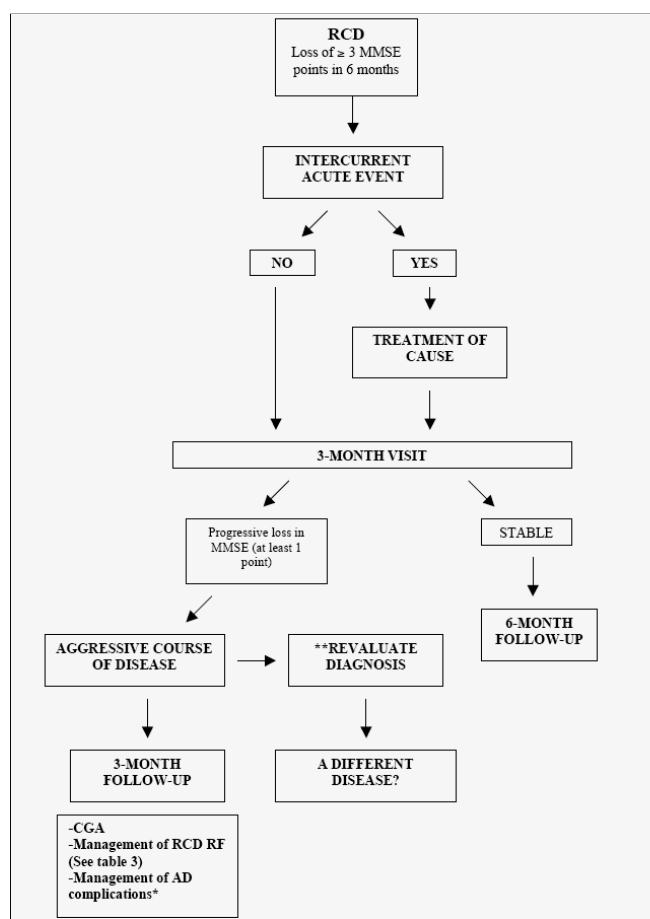 RCD
Loss of ≥ 3 MMSE
points in 6 months
INTERCURRENT
ACUTE EVENT
NO
YES
TREATMENT OF
CAUSE
3-MONTH VISIT
Progressive loss in
MMSE (at least 1
point)
STABLE
AGGRESSIVE COURSE
OF DISEASE
**REVALUATE
DIAGNOSIS
6-MONTH
FOLLOW-UP
3-MONTH
FOLLOW-UP
A DIFFERENT
DISEASE?
-CGA
-Management of RCD RF
(See table 3)
-Management of AD
complications*